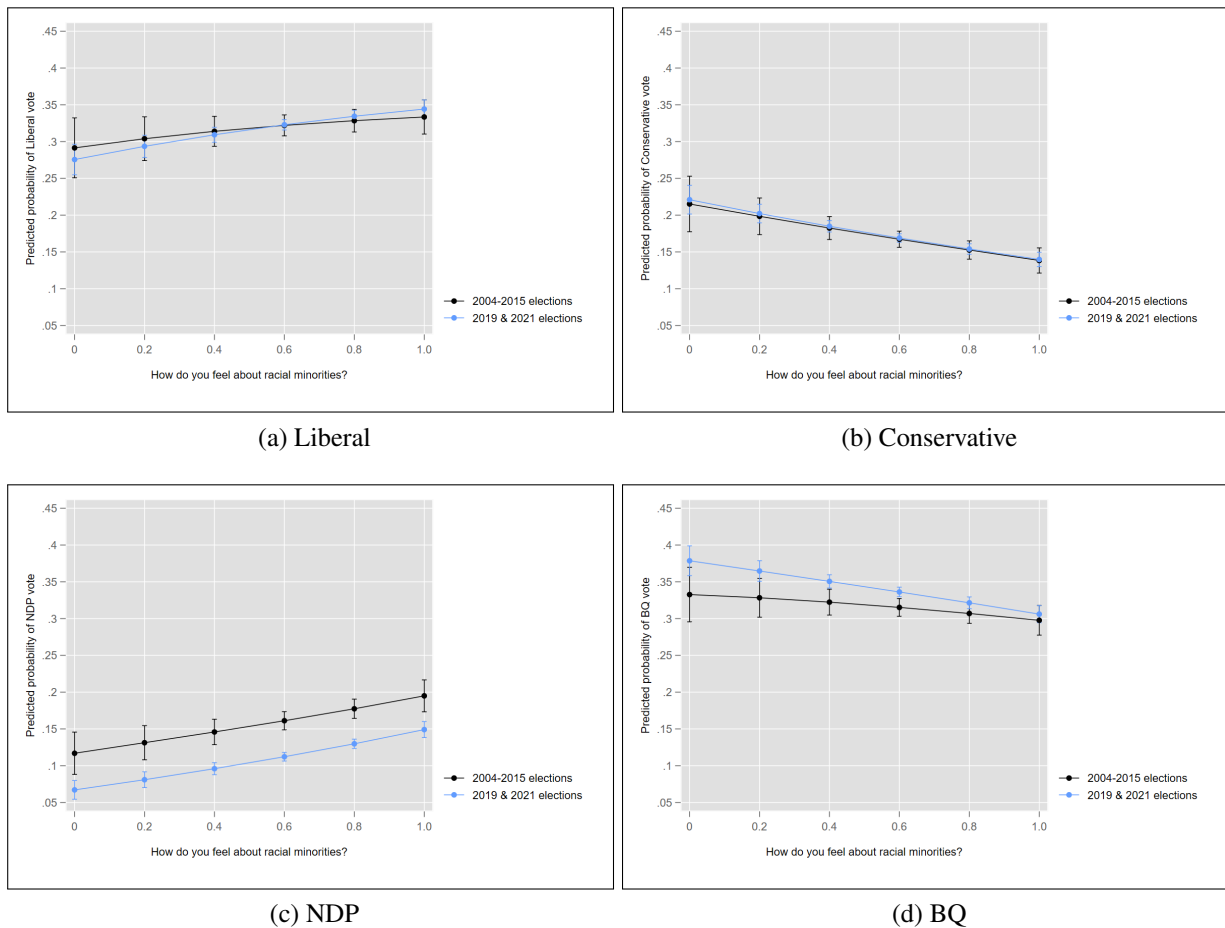 .45
.4
.35
.3
.25
.2
.15
.1
.05
Predicted probability of Liberal vote
0 0.2 0.4 0.6 0.8 1.0
How do you feel about racial minorities?
2004-2015 elections
2019 & 2021 elections
(a) Liberal
.45
.4
.35
.3
.25
.2
.15
.1
.05
Predicted probability of Conservative vote
0 0.2 0.4 0.6 0.8 1.0
How do you feel about racial minorities?
2004-2015 elections
2019 & 2021 elections
(b) Conservative
.45
.4
.35
.3
.25
.2
.15
.1
.05
Predicted probability of NDP vote
0 0.2 0.4 0.6 0.8 1.0
How do you feel about racial minorities?
2004-2015 elections
2019 & 2021 elections
(c) NDP
.45
.4
.35
.3
.25
.2
.15
.1
.05
Predicted probability of BQ vote
0 0.2 0.4 0.6 0.8 1.0
How do you feel about racial minorities?
2004-2015 elections
2019 & 2021 elections
(d) BQ